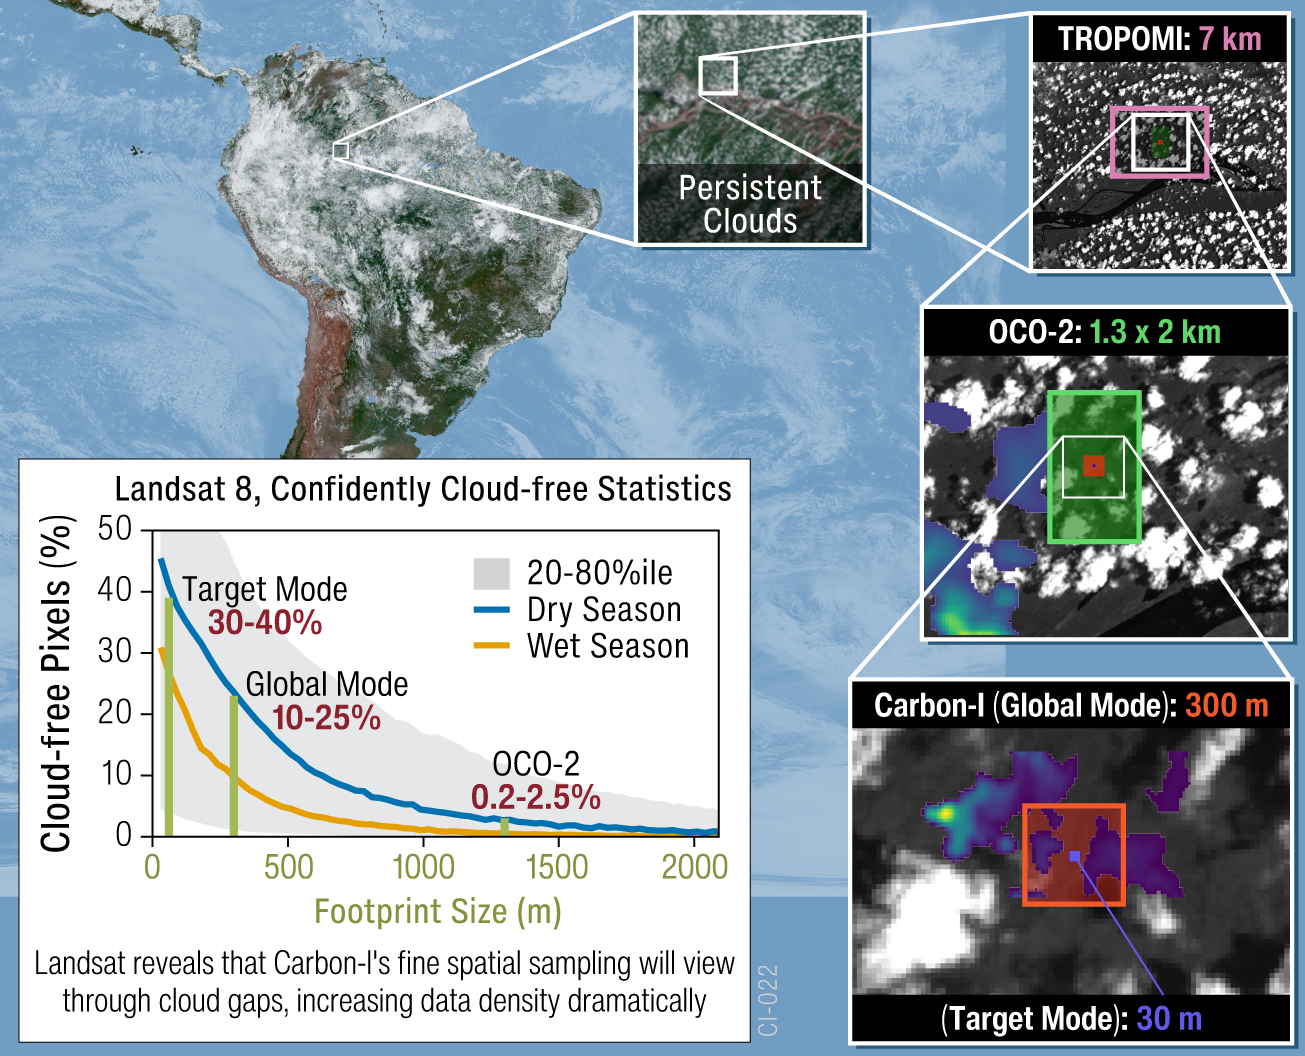 Persistent
Clouds
TROPOMI: 7 km
OCO-2: 1.3 x 2 km
Carbon-I (Global Mode): 300 m
(Target Mode): 30 m
Landsat 8, Confidently Cloud-free Statistics
Cloud-free Pixels (%)
50
40
30
20
10
0
Target Mode
30-40%
Global Mode
10-25%
OCO-2
0.2-2.5%
20-80%ile
Dry Season
Wet Season
0 500 1000 1500 2000
Footprint Size (m)
Landsat reveals that Carbon-I's fine spatial sampling will view
through cloud gaps, increasing data density dramatically
CI-022